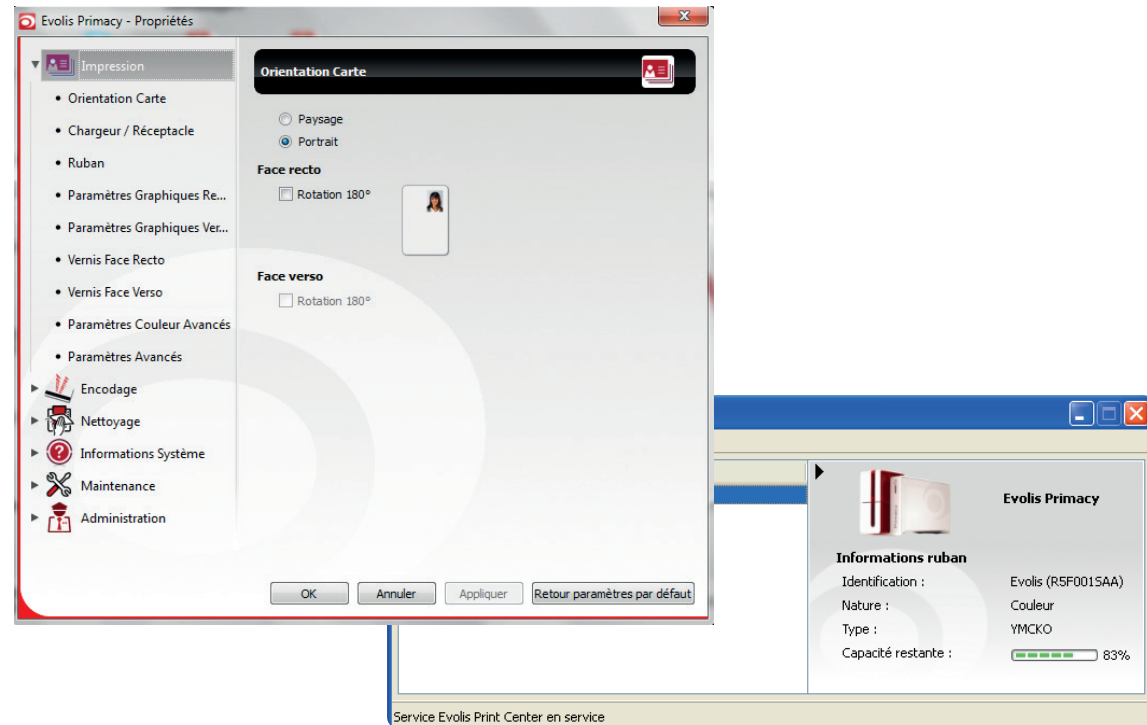 Evolis Primacy - Propriétés
Impression
Orientation Carte
Chargeur / Réceptacle
Ruban
Paramètres Graphiques Re...
Paramètres Graphiques Ver...
Vernis Face Recto
Vernis Face Verso
Paramètres Couleur Avancés
Paramètres Avancés
Encodage
Nettoyage
Informations Système
Maintenance
Administration
Orientation Carte
Paysage
Portrait
Face recto
Rotation 180°
Face verso
Rotation 180°
OK Annuler Appliquer Retour paramètres par défaut
Evolis Primacy
Informations ruban
Identification : Evolis (R5F001SAA)
Nature : Couleur
Type : YMCKO
Capacité restante : 83%
Service Evolis Print Center en service